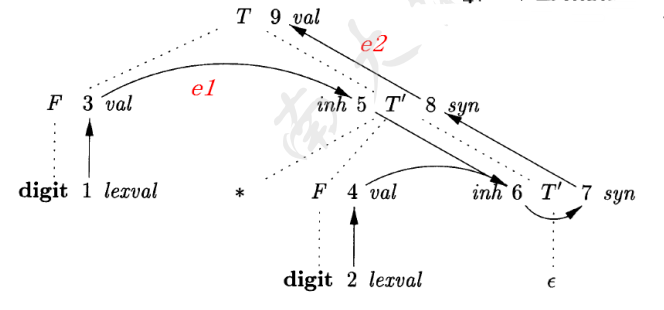 T 9 val
e2
F 3 val e1 inh 5 T′ 8 syn
digit 1 lexval * F 4 val inh 6 T′ 7 syn
digit 2 lexval ϵ